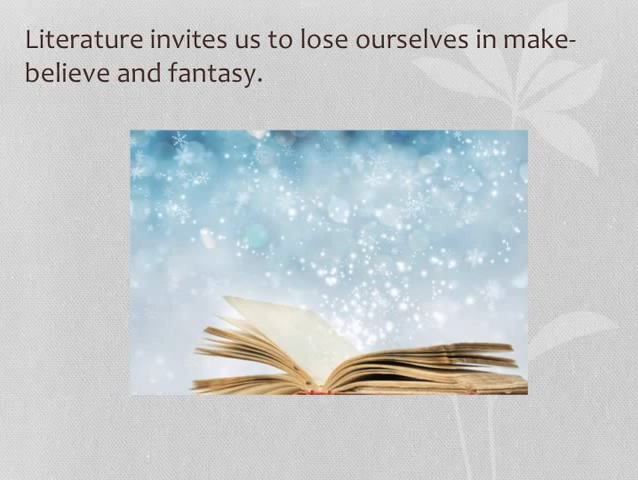 Literature invites us to lose ourselves in make-
believe and fantasy.